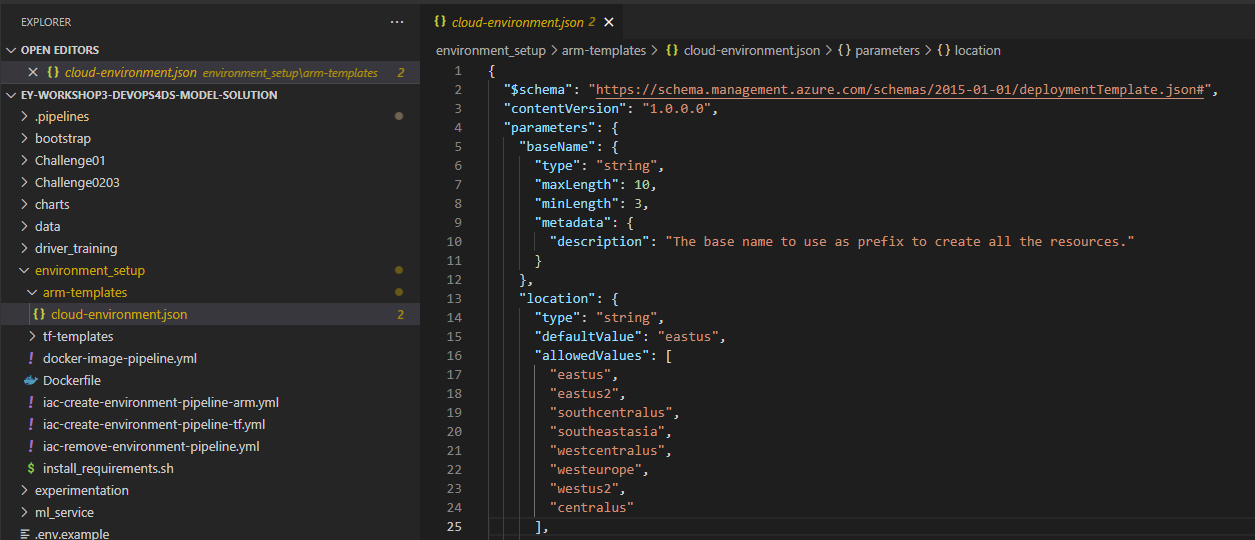 EXPLORER
...
OPEN EDITORS
{} cloud-environment.json environment_setup\arm-templates 2
EY-WORKSHOP3-DEVOPS4DS-MODEL-SOLUTION
.pipelines
bootstrap
Challenge01
Challenge0203
charts
data
driver_training
environment_setup
arm-templates
{} cloud-environment.json 2
tf-templates
! docker-image-pipeline.yml
Dockerfile
! iac-create-environment-pipeline-arm.yml
! iac-create-environment-pipeline-tf.yml
! iac-remove-environment-pipeline.yml
$ install_requirements.sh
experimentation
ml_service
.env.example
{} cloud-environment.json 2
environment_setup > arm-templates > {} cloud-environment.json > {} parameters > {} location
1 {
2 "$schema": "https://schema.management.azure.com/schemas/2015-01-01/deploymentTemplate.json#",
3 "contentVersion": "1.0.0.0",
4 "parameters": {
5 "baseName": {
6 "type": "string",
7 "maxLength": 10,
8 "minLength": 3,
9 "metadata": {
10 "description": "The base name to use as prefix to create all the resources."
11 }
12 },
13 "location": {
14 "type": "string",
15 "defaultValue": "eastus",
16 "allowedValues": [
17 "eastus",
18 "eastus2",
19 "southcentralus",
20 "southeastasia",
21 "westcentralus",
22 "westeurope",
23 "westus2",
24 "centralus"
25 ],